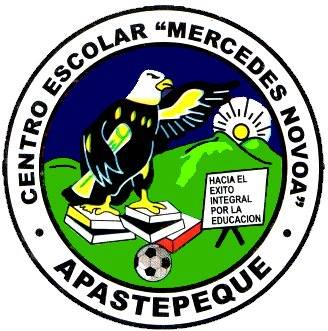 CENTRO ESCOLAR "MERCEDES NOVOA"
HACIA EL
EXITO
INTEGRAL
POR LA
EDUCACION
· APASTEPEQUE ·